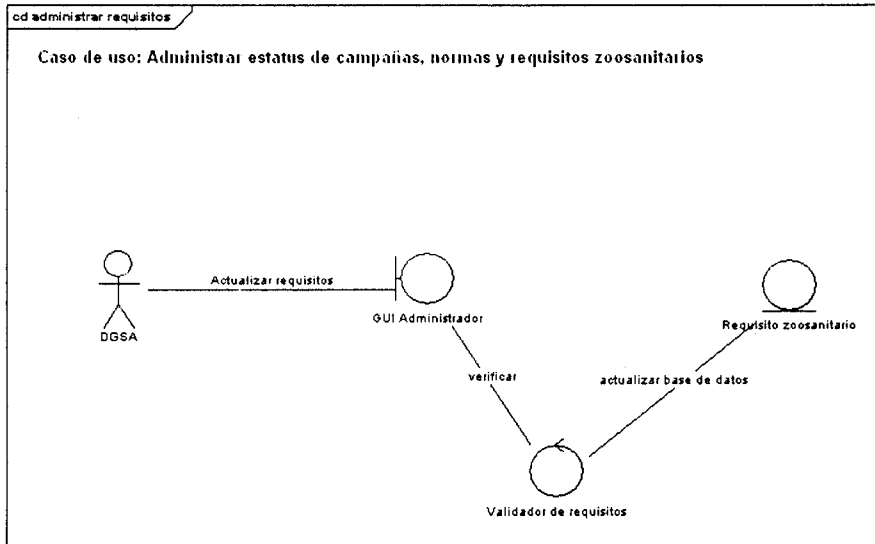 cd administrar requisitos
Caso de uso: Administrar estatus de campañas, normas y requisitos zoosanitarios
Actualizar requisitos
DGSA
GUI Administrador
Requisito zoosanitario
verificar
actualizar base de datos
Validador de requisitos